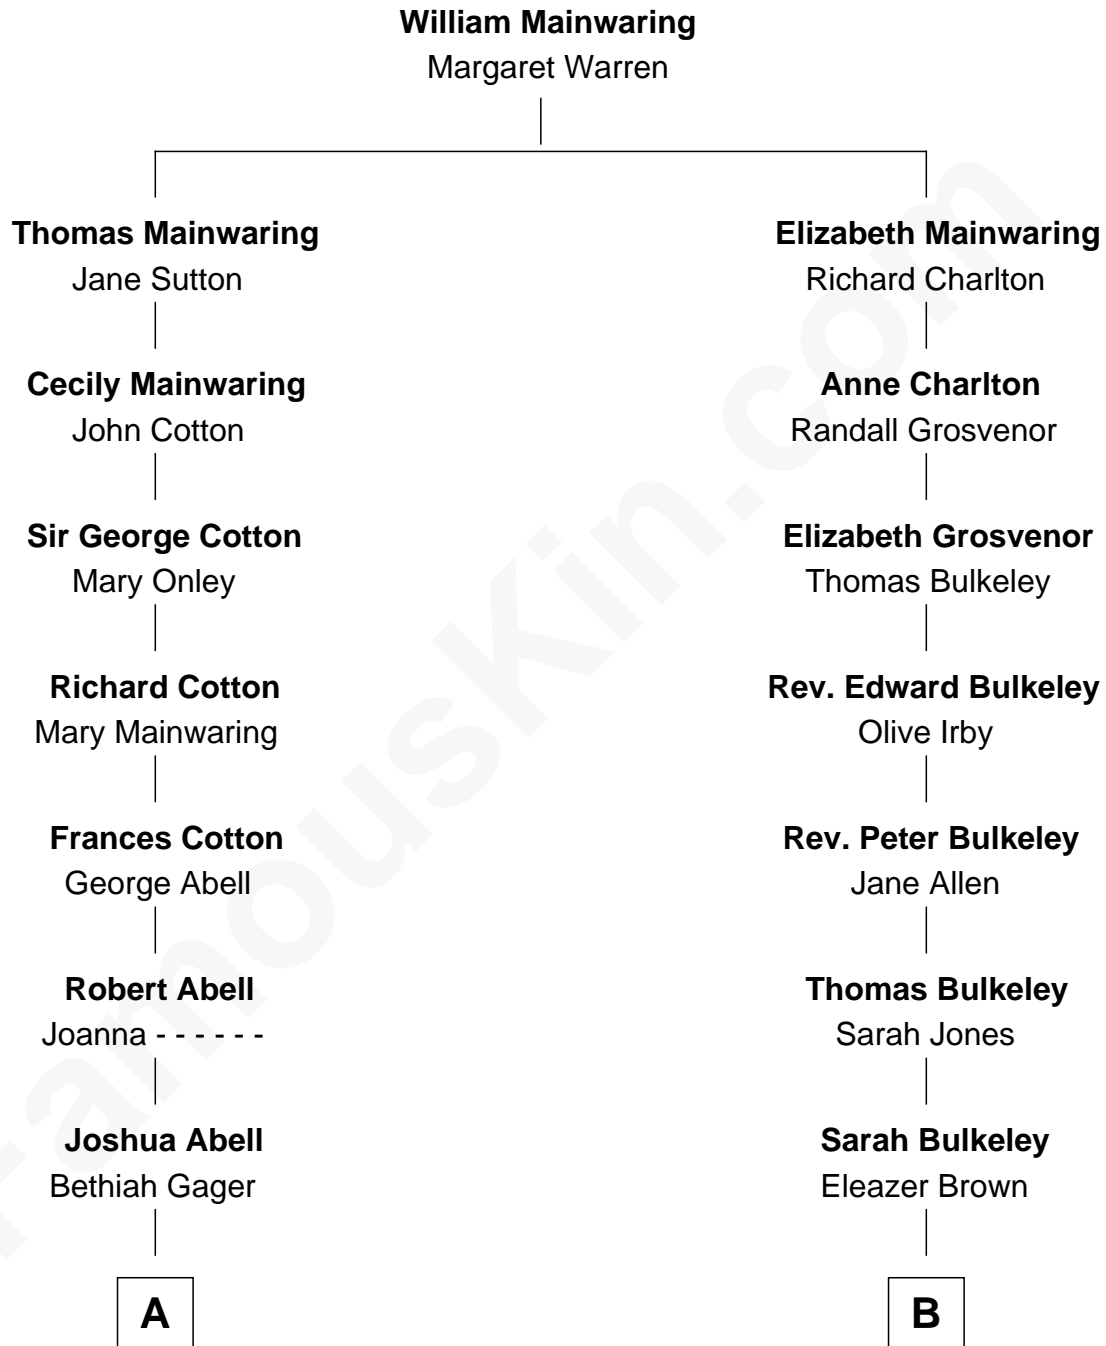 William Mainwaring
Margaret Warren
Thomas Mainwaring
Jane Sutton
Elizabeth Mainwaring
Richard Charlton
Cecily Mainwaring
John Cotton
Anne Charlton
Randall Grosvenor
Sir George Cotton
Mary Onley
Elizabeth Grosvenor
Thomas Bulkeley
Richard Cotton
Mary Mainwaring
Rev. Edward Bulkeley
Olive Irby
Frances Cotton
George Abell
Rev. Peter Bulkeley
Jane Allen
Robert Abell
Joanna - - - - - -
Thomas Bulkeley
Sarah Jones
Joshua Abell
Bethiah Gager
Sarah Bulkeley
Eleazer Brown
A
B
FamousKin.com